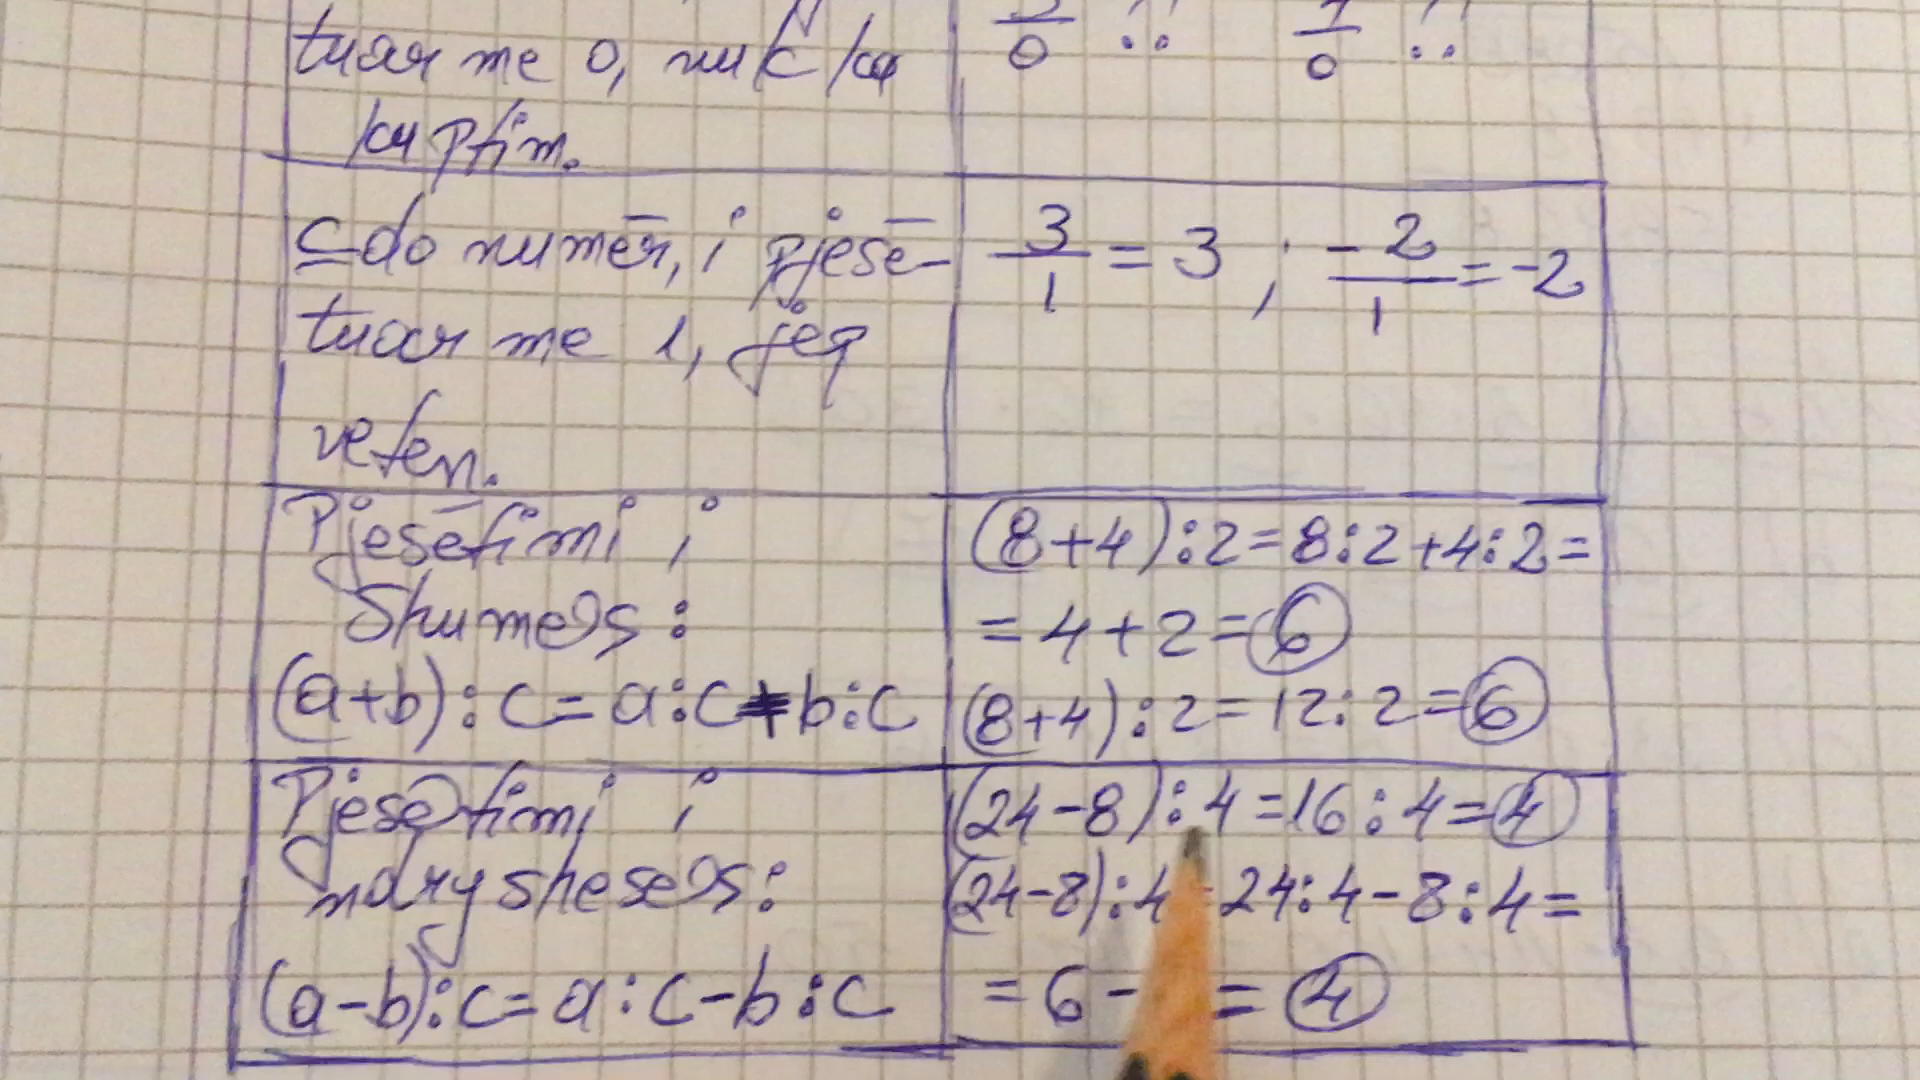 tuar me 0, nuk ka
kuptim.
0 !! 0 !!
çdo numër, i pjesë-
tuar me 1, jep
veten.
3/1 = 3 ; -2/1 = -2
Pjesëtimi i
Shumës:
(a+b):c=a:c+b:c
(8+4):2=8:2+4:2=
=4+2=6
(8+4):2=12:2=6
Pjesëtimi i
ndryshesës:
(a-b):c=a:c-b:c
(24-8):4=16:4=4
(24-8):4 24:4-8:4=
=6- =4